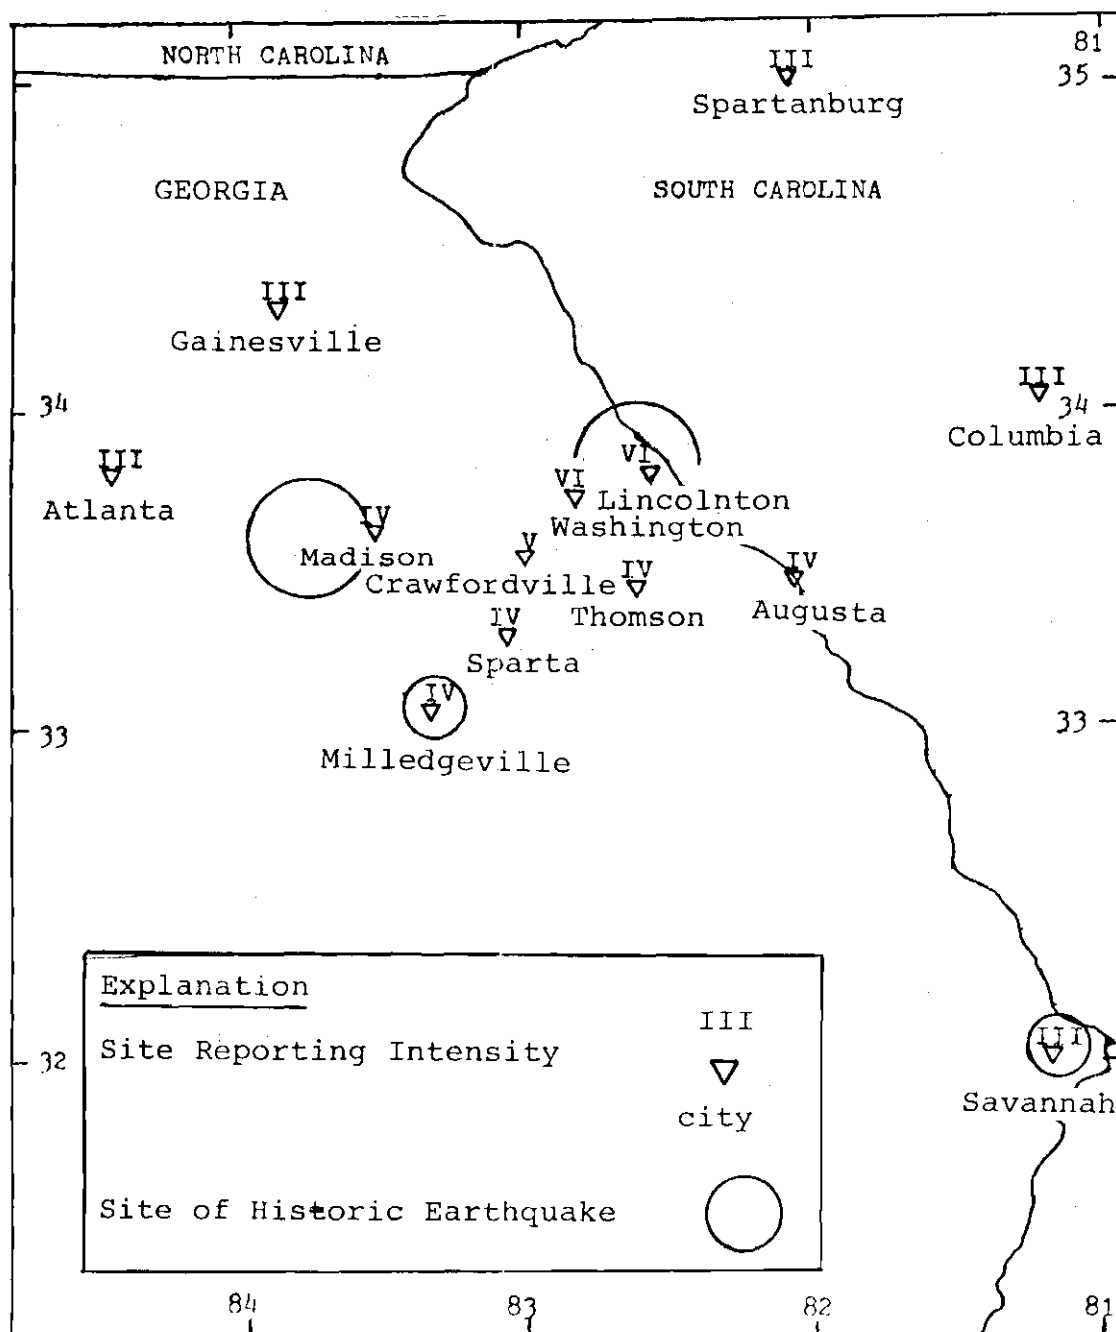 NORTH CAROLINA
81
III
35
Spartanburg
GEORGIA
SOUTH CAROLINA
III
Gainesville
34
III
34
Columbia
III
Atlanta
VI
VI
Lincolnton
Washington
IV
Madison
V
Crawfordville
IV
Thomson
IV
Augusta
IV
Sparta
IV
33
33
Milledgeville
Explanation
III
Site Reporting Intensity
city
Site of Historic Earthquake
32
III
Savannah
84
83
82
81